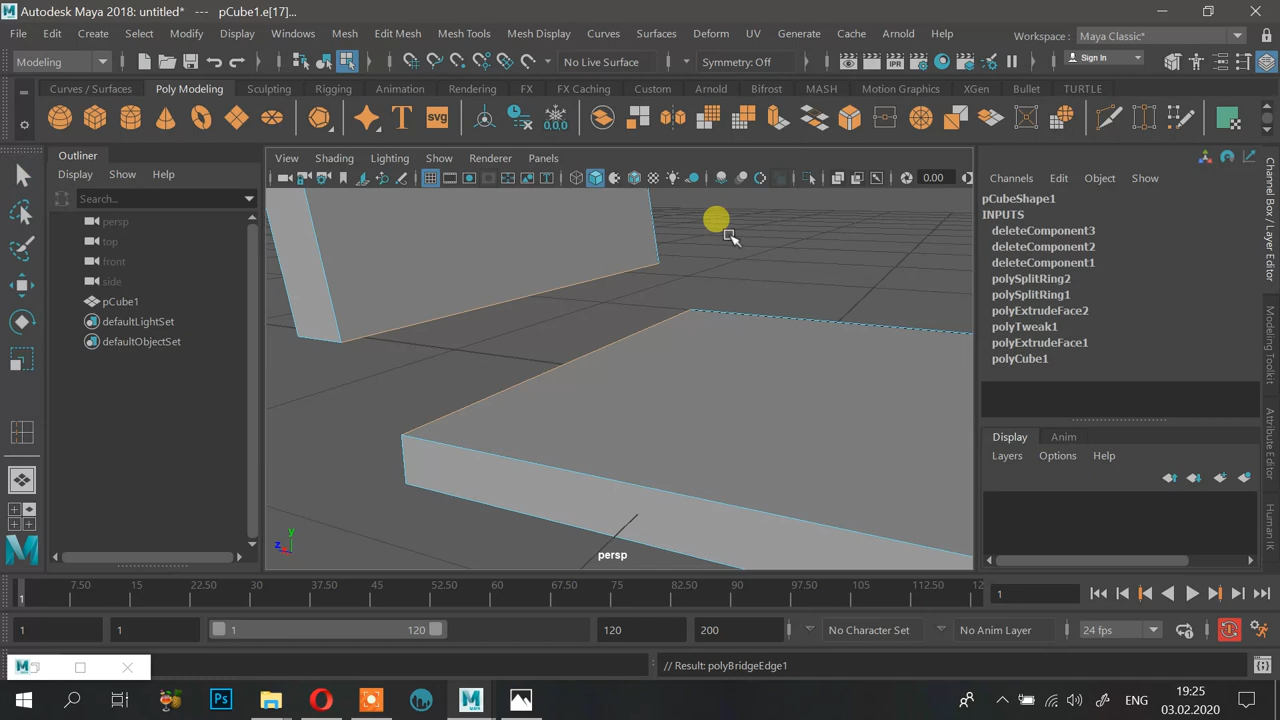 Autodesk Maya 2018: untitled* --- pCube1.e[17]...
File Edit Create Select Modify Display Windows Mesh Edit Mesh Mesh Tools Mesh Display Curves Surfaces Deform UV Generate Cache Arnold Help Workspace : Maya Classic*
Modeling No Live Surface Symmetry: Off Sign In
Curves / Surfaces Poly Modeling Sculpting Rigging Animation Rendering FX FX Caching Custom Arnold Bifrost MASH Motion Graphics XGen Bullet TURTLE
T SVG 0,0,0
Outliner
Display Show Help
Search...
persp
top
front
side
pCube1
defaultLightSet
defaultObjectSet
View Shading Lighting Show Renderer Panels
0.00
y
z
persp
Channels Edit Object Show
pCubeShape1
INPUTS
deleteComponent3
deleteComponent2
deleteComponent1
polySplitRing2
polySplitRing1
polyExtrudeFace2
polyTweak1
polyExtrudeFace1
polyCube1
Display Anim
Layers Options Help
Channel Box / Layer Editor
Modeling Toolkit
Attribute Editor
Human IK
1 7.50 15 22.50 30 37.50 45 52.50 60 67.50 75 82.50 90 97.50 105 112.50 12
1
1 1 1 120 120 200 No Character Set No Anim Layer 24 fps
// Result: polyBridgeEdge1
Ps M
ENG
19:25
03.02.2020